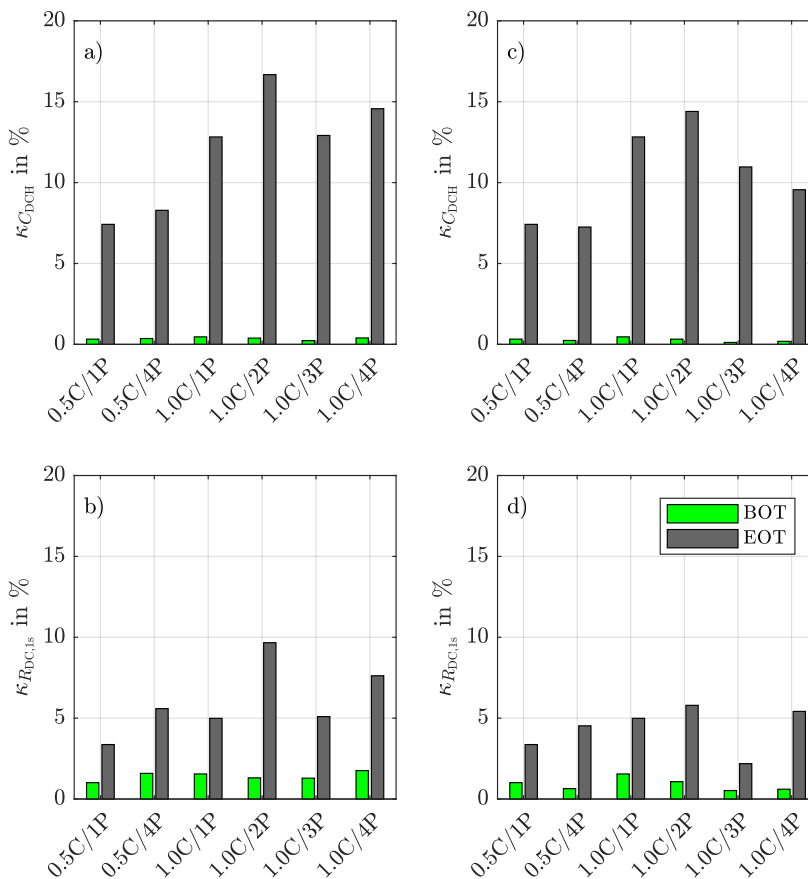 20
a)
15
10
5
0
κC_DCH in %
0.5C/1P
0.5C/4P
1.0C/1P
1.0C/2P
1.0C/3P
1.0C/4P
20
c)
15
10
5
0
κC_DCH in %
0.5C/1P
0.5C/4P
1.0C/1P
1.0C/2P
1.0C/3P
1.0C/4P
20
b)
15
10
5
0
κR_DC,1s in %
0.5C/1P
0.5C/4P
1.0C/1P
1.0C/2P
1.0C/3P
1.0C/4P
20
d)
BOT
EOT
15
10
5
0
κR_DC,1s in %
0.5C/1P
0.5C/4P
1.0C/1P
1.0C/2P
1.0C/3P
1.0C/4P